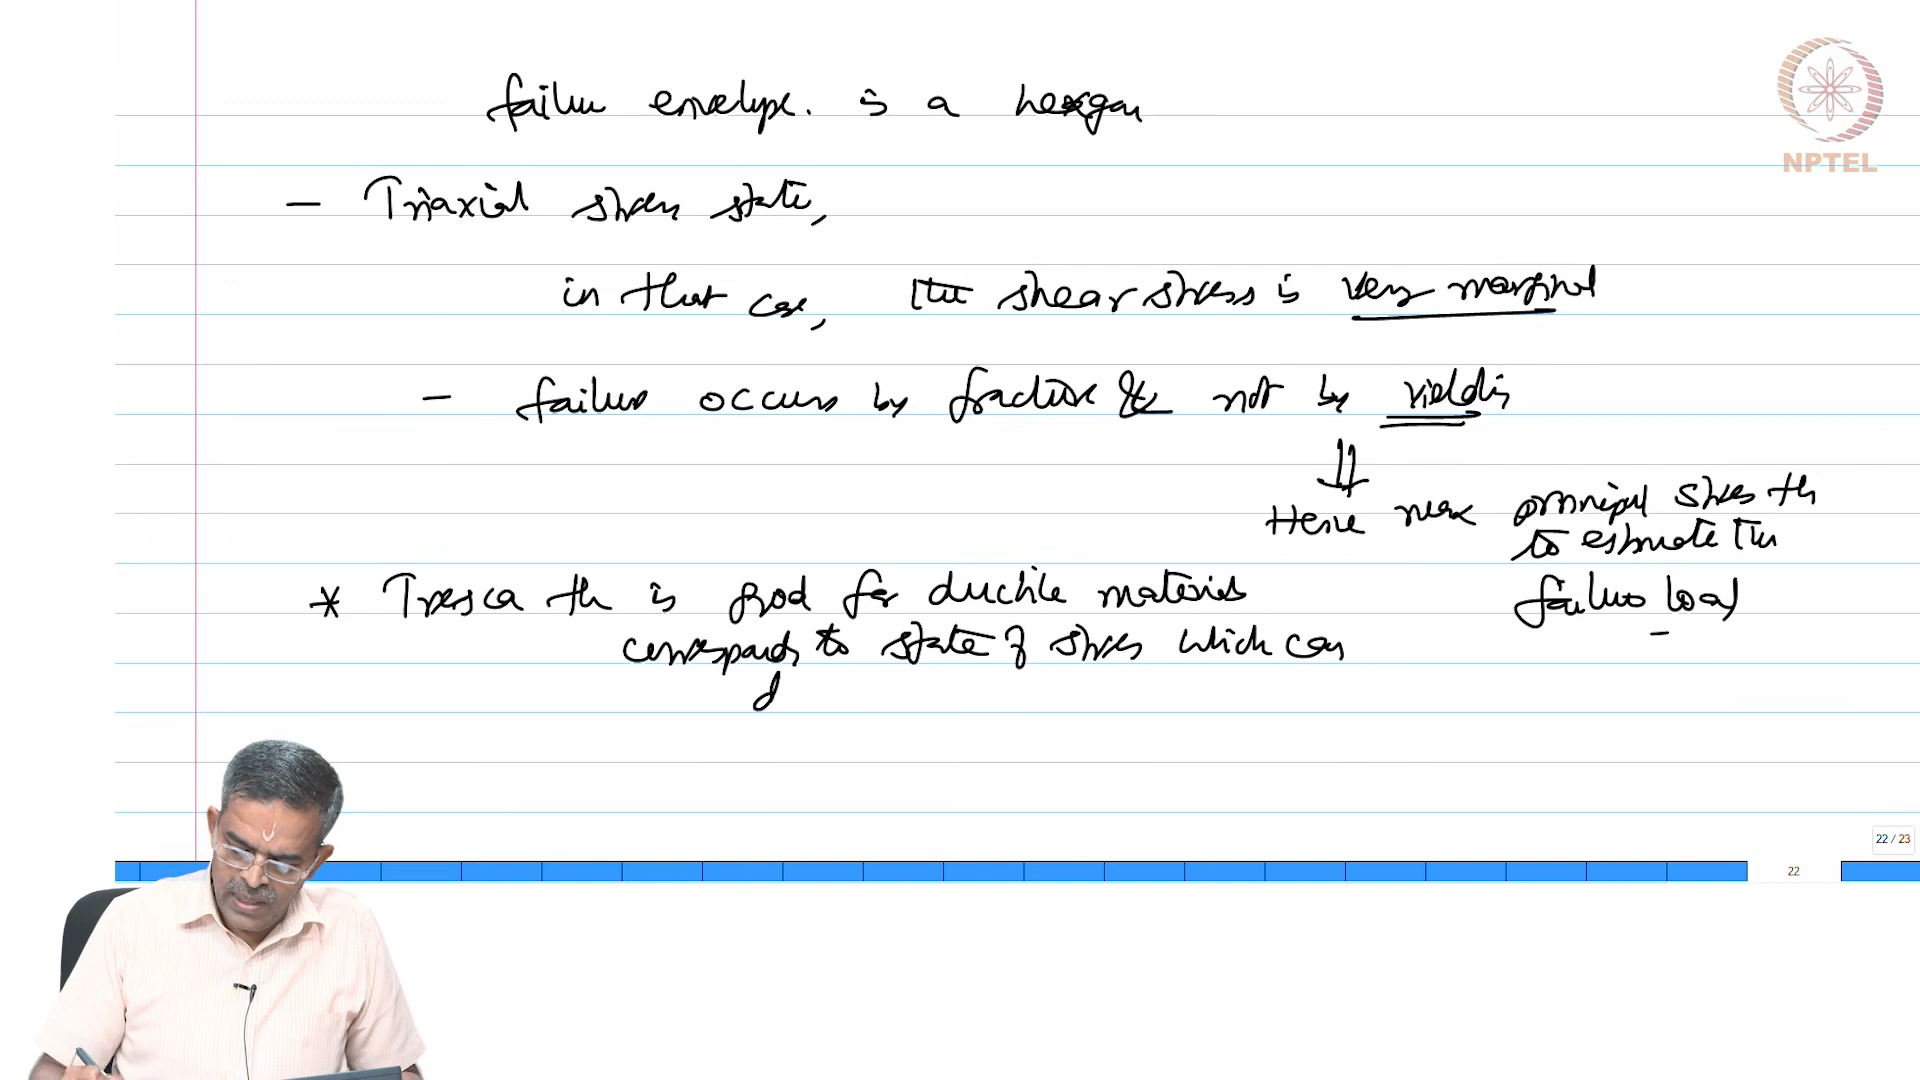 failure envelope. is a hexagon
NPTEL
- Triaxial stress state,
in that case, the shear stress is very marginal
- failure occurs by fracture & not by yielding
⇓
Hence max principal stress th
to estimate the
failure load
* Tresca th is good for ductile materials
corresponds to state of stress which can
d
22 / 23
22